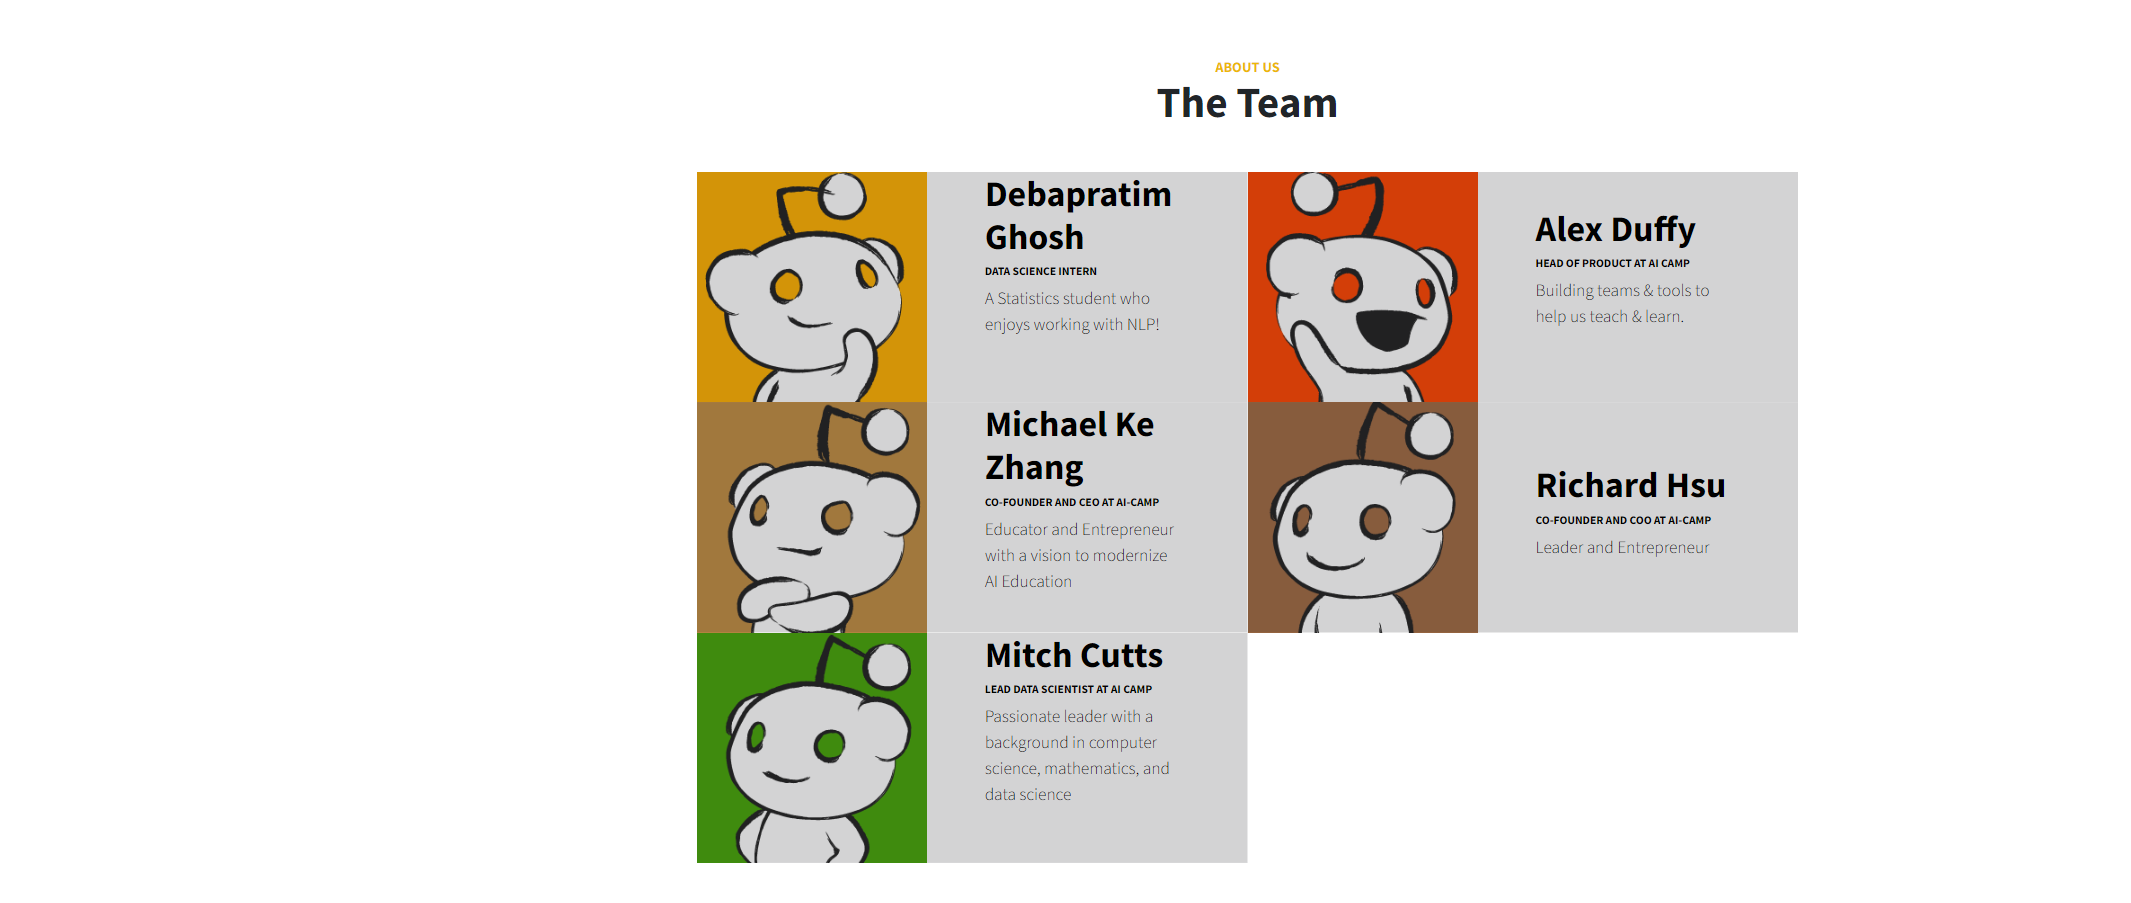 ABOUT US
The Team
Debapratim
Ghosh
DATA SCIENCE INTERN
A Statistics student who
enjoys working with NLP!
Alex Duffy
HEAD OF PRODUCT AT AI CAMP
Building teams & tools to
help us teach & learn.
Michael Ke
Zhang
CO-FOUNDER AND CEO AT AI-CAMP
Educator and Entrepreneur
with a vision to modernize
AI Education
Richard Hsu
CO-FOUNDER AND COO AT AI-CAMP
Leader and Entrepreneur
Mitch Cutts
LEAD DATA SCIENTIST AT AI CAMP
Passionate leader with a
background in computer
science, mathematics, and
data science